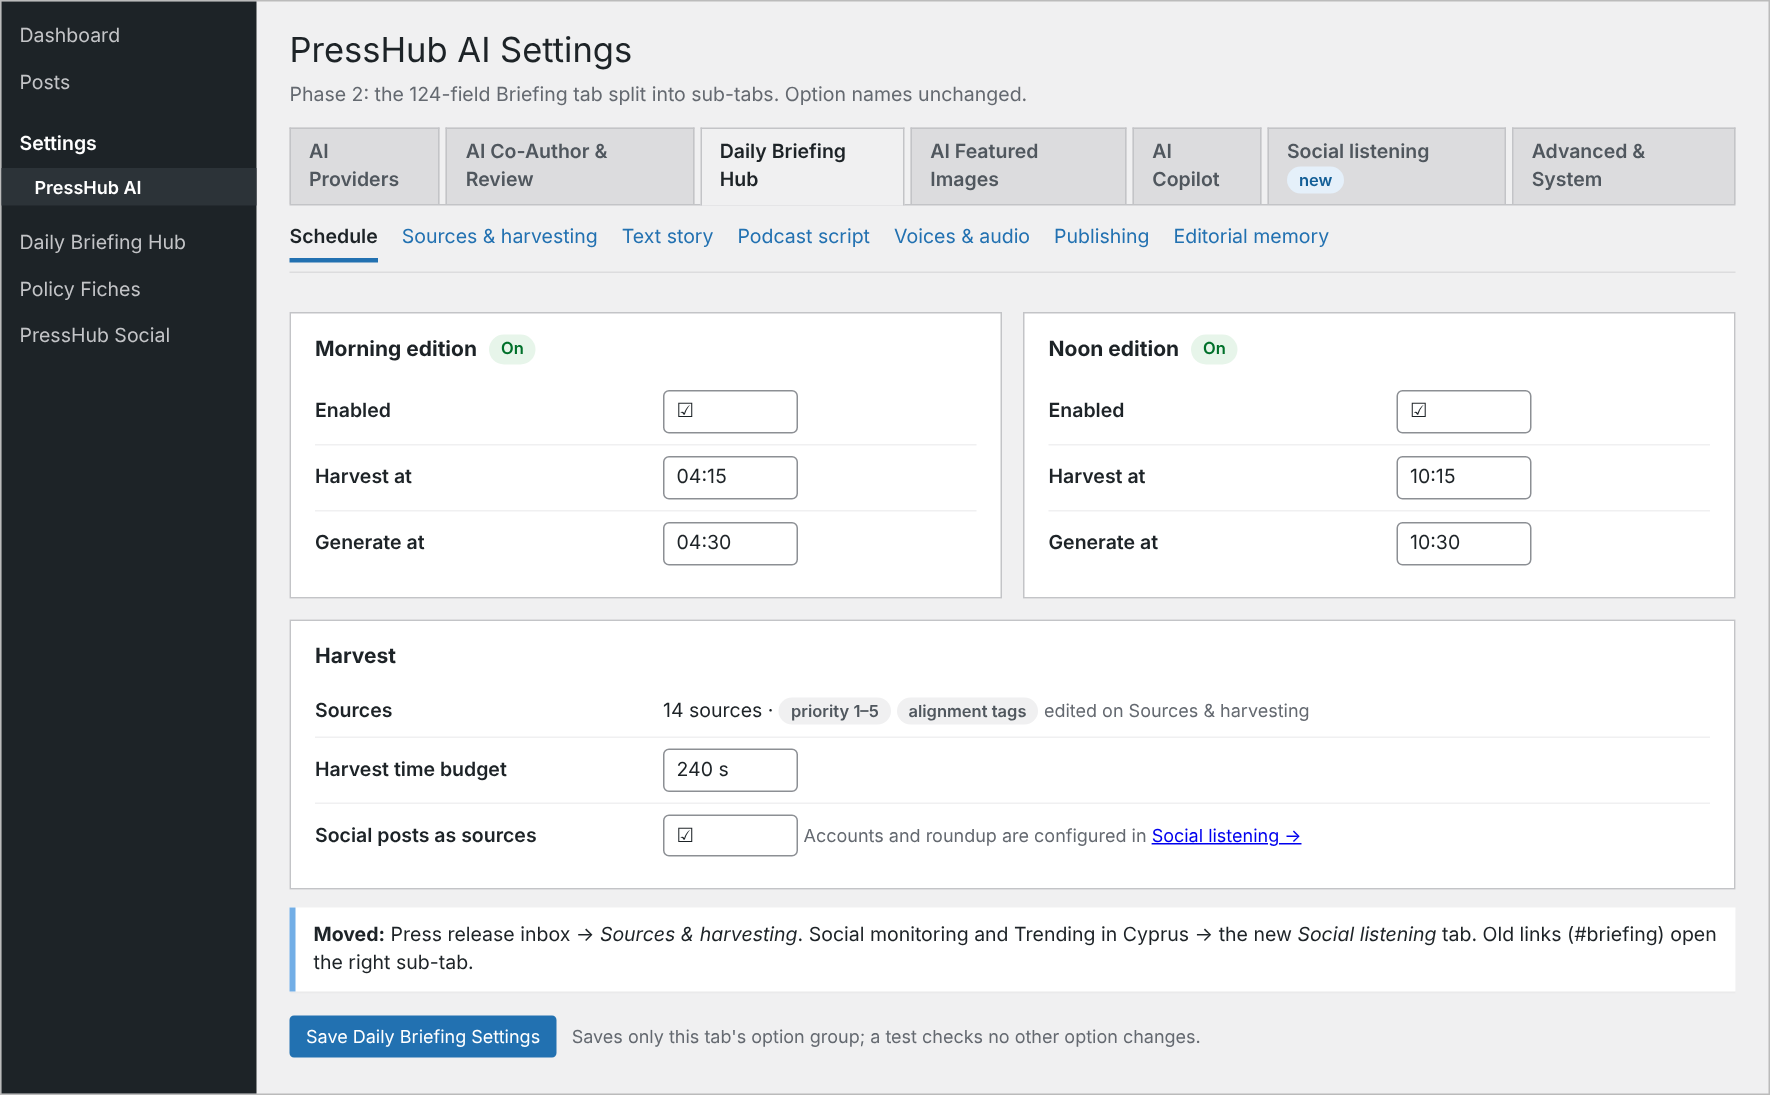 Dashboard
Posts
Settings
PressHub AI
Daily Briefing Hub
Policy Fiches
PressHub Social
PressHub AI Settings
Phase 2: the 124-field Briefing tab split into sub-tabs. Option names unchanged.
AI
Providers
AI Co-Author &
Review
Daily Briefing
Hub
AI Featured
Images
AI
Copilot
Social listening
new
Advanced &
System
Schedule
Sources & harvesting
Text story
Podcast script
Voices & audio
Publishing
Editorial memory
Morning edition On
Enabled ☑
Harvest at 04:15
Generate at 04:30
Noon edition On
Enabled ☑
Harvest at 10:15
Generate at 10:30
Harvest
Sources 14 sources · priority 1–5 alignment tags edited on Sources & harvesting
Harvest time budget 240 s
Social posts as sources ☑ Accounts and roundup are configured in Social listening →
Moved: Press release inbox → Sources & harvesting. Social monitoring and Trending in Cyprus → the new Social listening tab. Old links (#briefing) open
the right sub-tab.
Save Daily Briefing Settings Saves only this tab's option group; a test checks no other option changes.